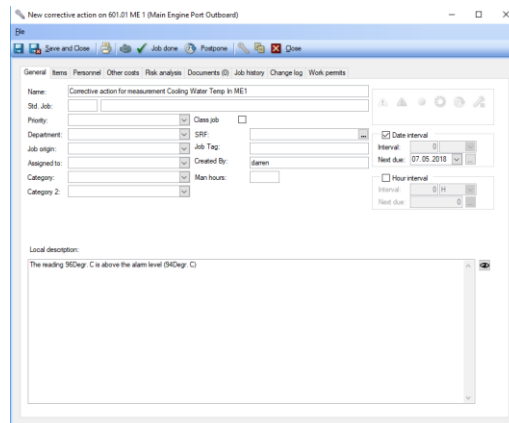 New corrective action on 601.01 ME 1 (Main Engine Port Outboard)
File
Save and Close Job done Postpone Close
General Items Personnel Other costs Risk analysis Documents (0) Job history Change log Work permits
Name: Corrective action for measurement Cooling Water Temp In ME1
Std. Job:
Priority: Class job
Department: SRF: ...
Job origin: Job Tag:
Assigned to: Created By: darren
Category: Man hours:
Category 2:
Date interval
Interval: 0
Next due: 07.05.2018 ...
Hour interval
Interval: 0 H
Next due: 0
Local description:
The reading 96Degr. C is above the alarm level (94Degr. C)